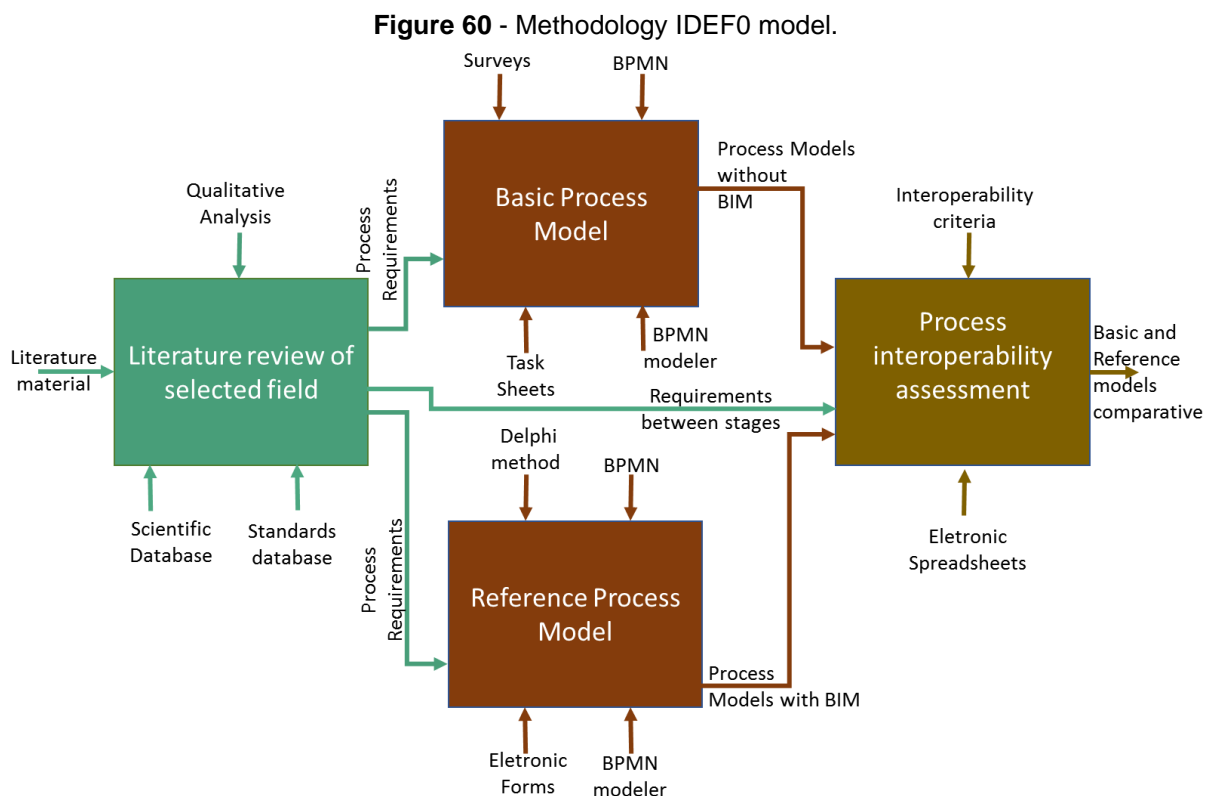 Figure 60 - Methodology IDEF0 model.
Surveys
BPMN
Qualitative
Analysis
Process
Requirements
Basic Process
Model
Process Models
without
BIM
Interoperability
criteria
Literature
material
Literature review of
selected field
Task
Sheets
BPMN
modeler
Process
interoperability
assessment
Basic and
Reference
models
comparative
Requirements
between stages
Scientific
Database
Standards
database
Delphi
method
BPMN
Eletronic
Spreadsheets
Process
Requirements
Reference Process
Model
Process
Models with BIM
Eletronic
Forms
BPMN
modeler